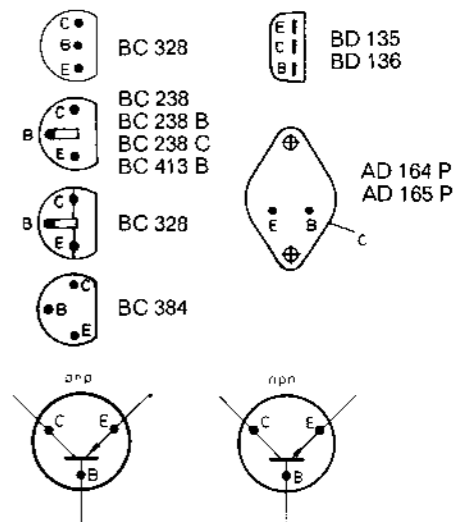 C
B
E
BC 328
E
C
B
BD 135
BD 136
C
B
E
BC 238
BC 238 B
BC 238 C
BC 413 B
AD 164 P
AD 165 P
E
B
C
C
B
E
BC 328
C
B
E
BC 384
pnp
C
E
B
npn
C
E
B